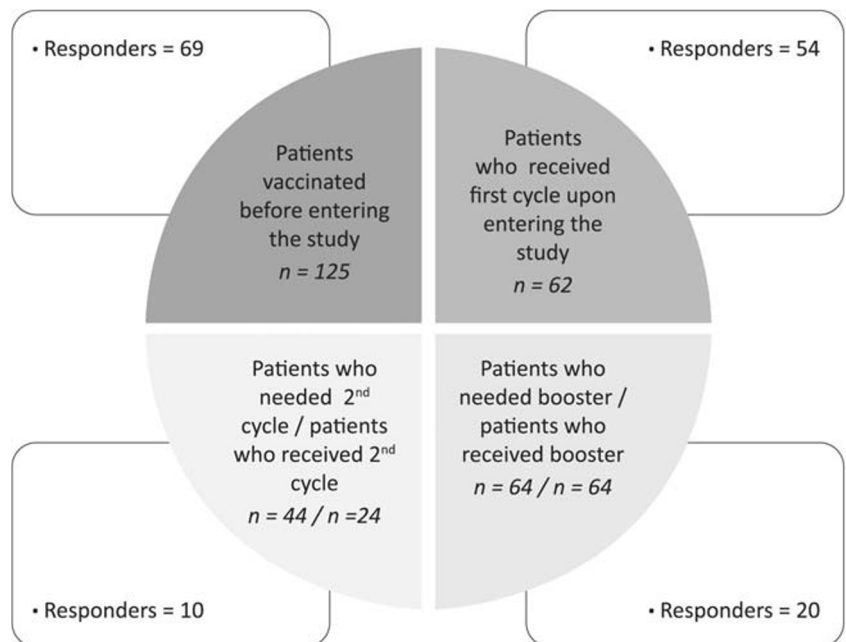 • Responders = 69
• Responders = 54
Patients
vaccinated
before entering
the study
n = 125
Patients
who received
first cycle upon
entering the
study
n = 62
Patients who
needed 2nd
cycle / patients
who received 2nd
cycle
n = 44 / n =24
Patients who
needed booster /
patients who
received booster
n = 64 / n = 64
• Responders = 10
• Responders = 20